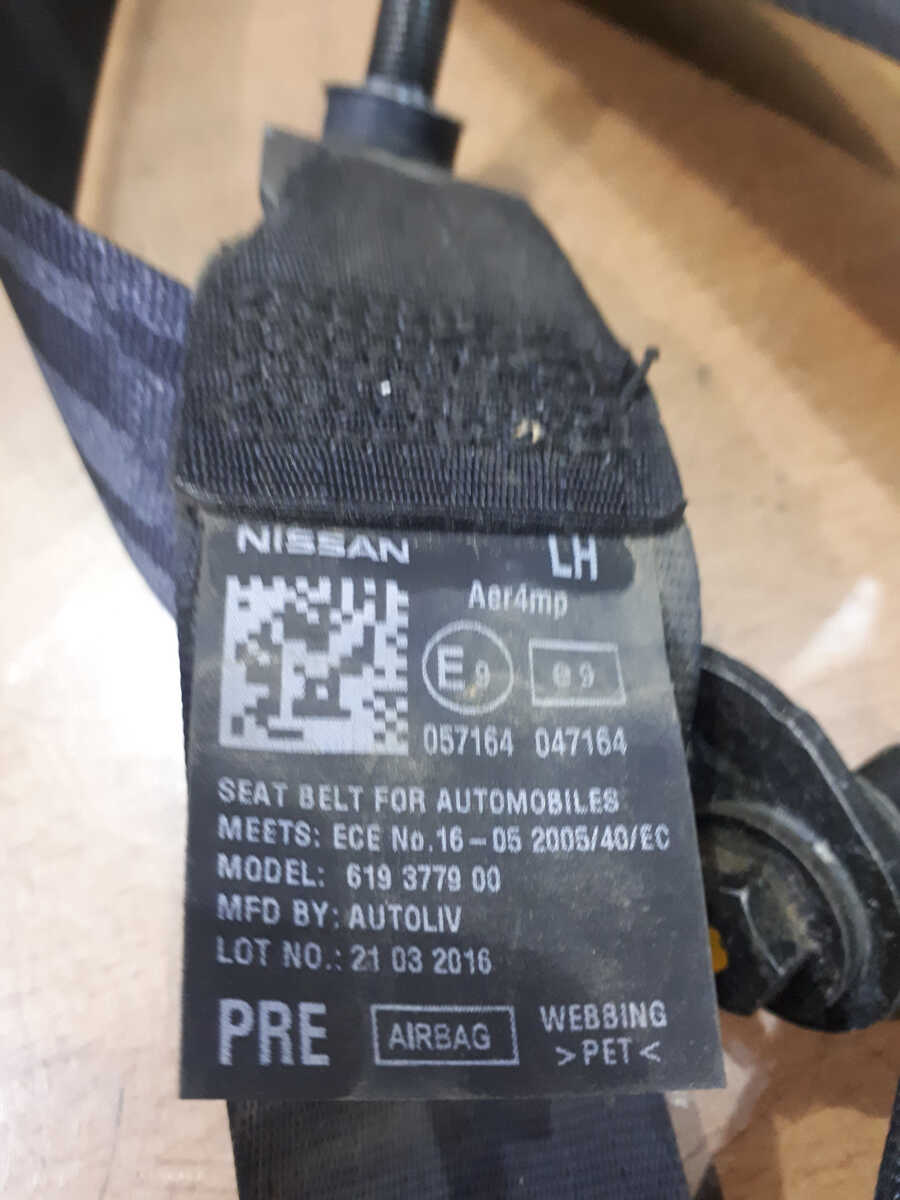 NISSAN LH
Aer4mp
E9 e9
057164 047164
SEAT BELT FOR AUTOMOBILES
MEETS: ECE No.16-05 2005/40/EC
MODEL: 619 3779 00
MFD BY: AUTOLIV
LOT NO.: 21 03 2016
PRE AIRBAG WEBBING
>PET<